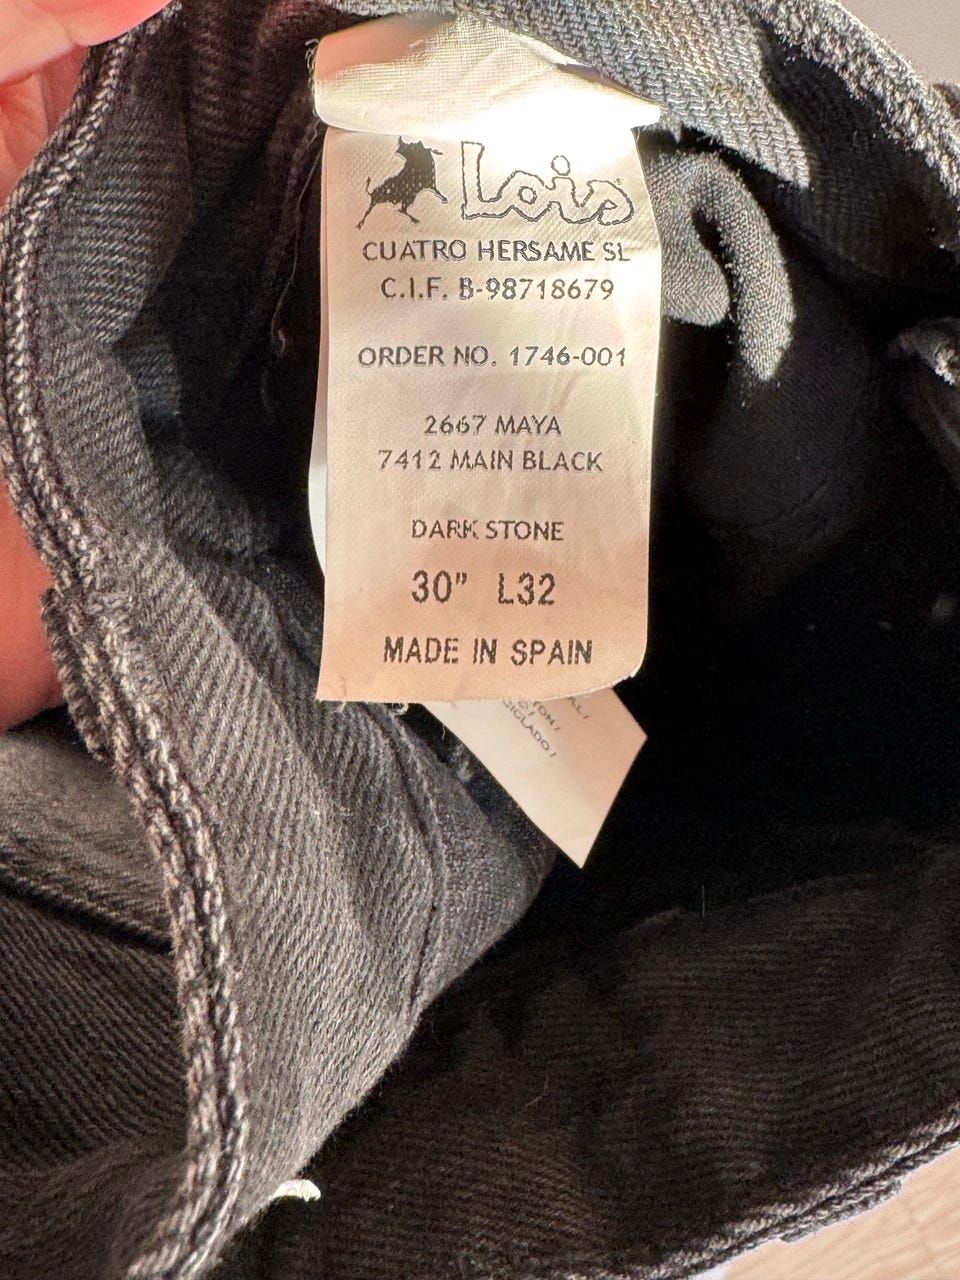 Lois
CUATRO HERSAME SL
C.I.F. B-98718679
ORDER NO. 1746-001
2667 MAYA
7412 MAIN BLACK
DARK STONE
30” L32
MADE IN SPAIN